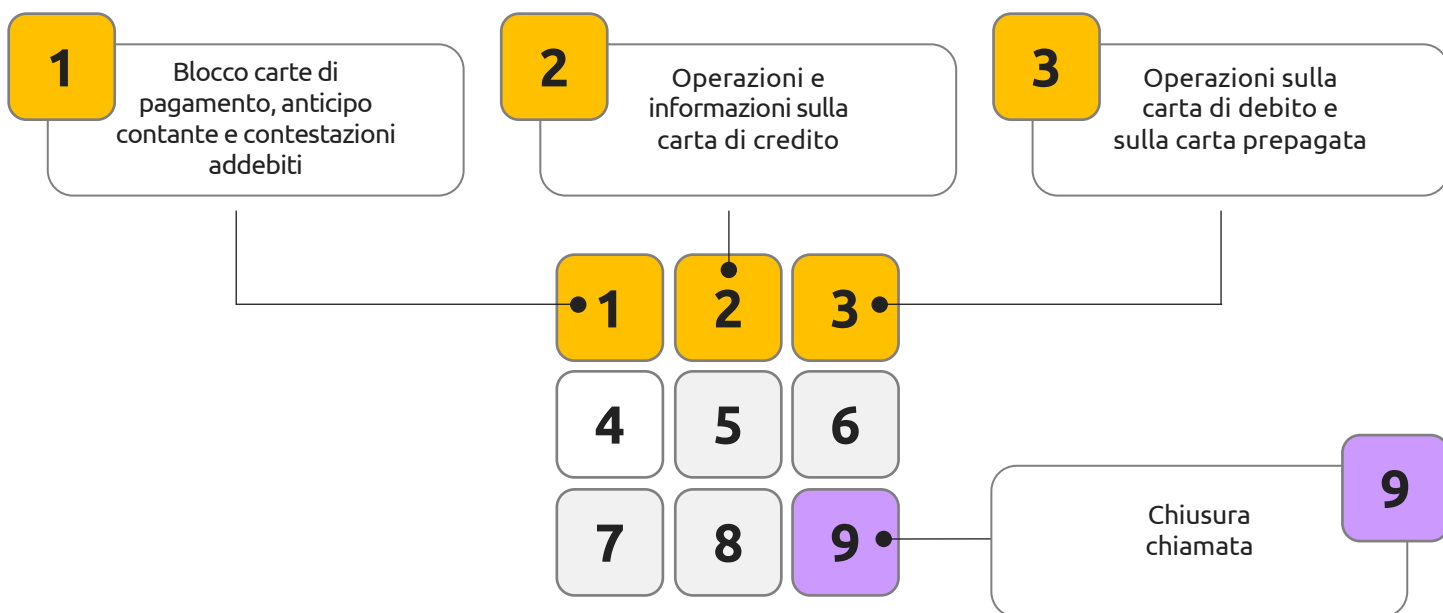 1
Blocco carte di
pagamento, anticipo
contante e contestazioni
addebiti
2
Operazioni e
informazioni sulla
carta di credito
3
Operazioni sulla
carta di debito e
sulla carta prepagata
1 2 3
4 5 6
7 8 9
Chiusura
chiamata
9